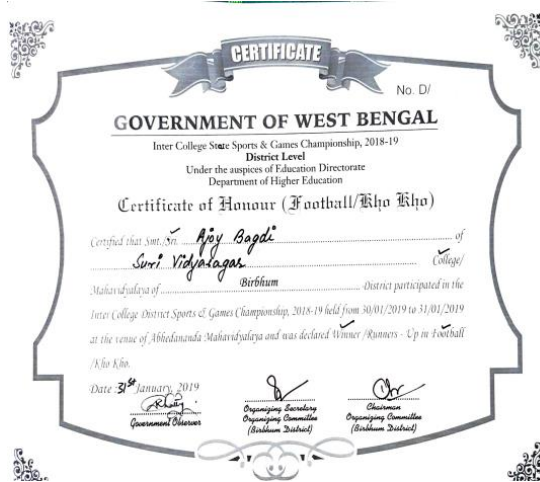 CERTIFICATE
No. D/
GOVERNMENT OF WEST BENGAL
Inter College State Sports & Games Championship, 2018-19
District Level
Under the auspices of Education Directorate
Department of Higher Education
Certificate of Honour (Football/Kho Kho)
Certified that Smt./Sri. Ajoy Bagdi of
Suri Vidyasagar College/
Mahavidyalaya of Birbhum District participated in the
Inter College District Sports & Games Championship, 2018-19 held from 30/01/2019 to 31/01/2019
at the venue of Abhedananda Mahavidyalaya and was declared Winner /Runners - Up in Football
/Kho Kho.
Date : 31st January, 2019
Government Observer
Organizing Secretary
Organizing Committee
(Birbhum District)
Chairman
Organizing Committee
(Birbhum District)